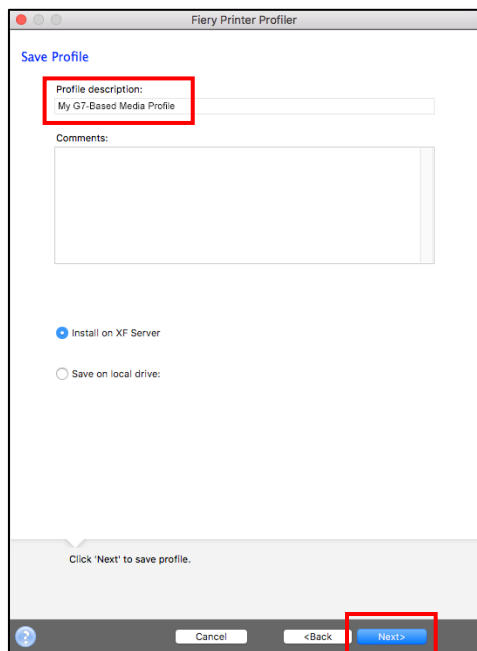 Fiery Printer Profiler
Save Profile
Profile description:
My G7-Based Media Profile
Comments:
Install on XF Server
Save on local drive:
Click 'Next' to save profile.
?
Cancel
<Back
Next>